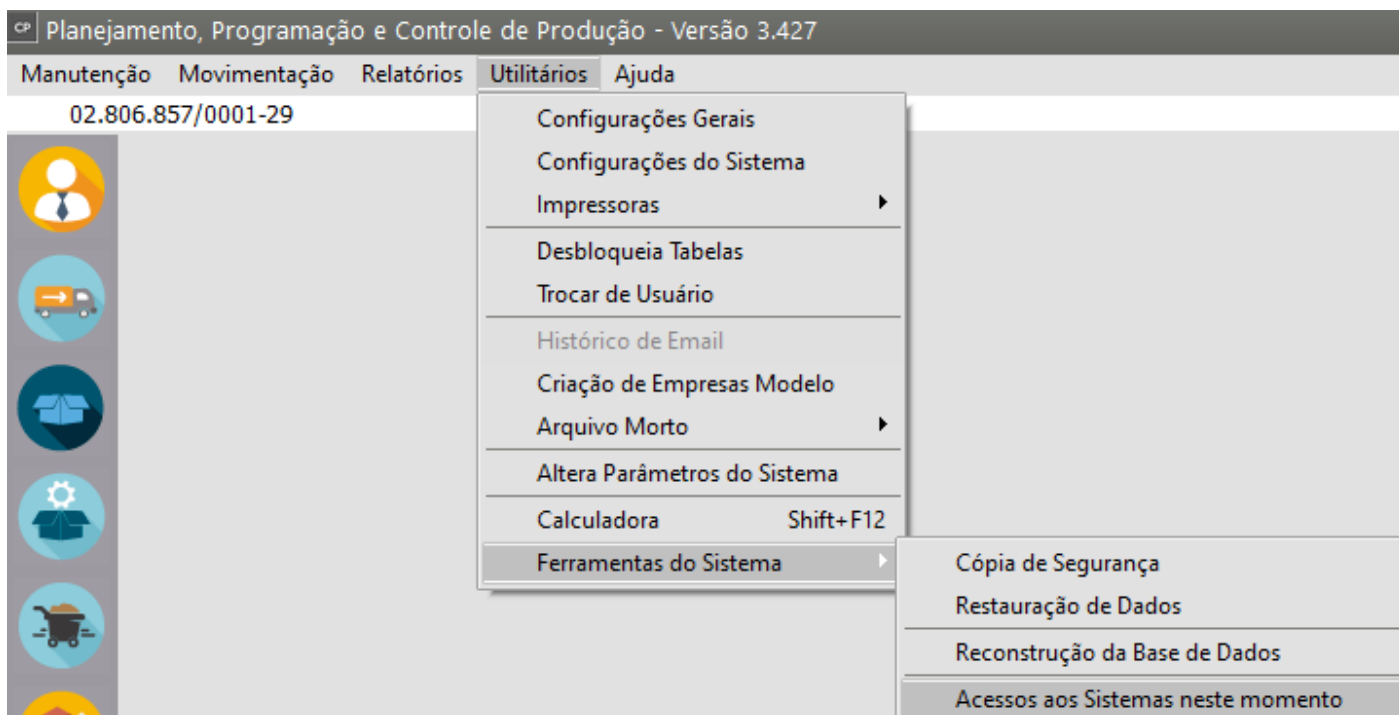 CP Planejamento, Programação e Controle de Produção - Versão 3.427
Manutenção Movimentação Relatórios Utilitários Ajuda
02.806.857/0001-29
Configurações Gerais
Configurações do Sistema
Impressoras
Desbloqueia Tabelas
Trocar de Usuário
Histórico de Email
Criação de Empresas Modelo
Arquivo Morto
Altera Parâmetros do Sistema
Calculadora Shift+F12
Ferramentas do Sistema
Cópia de Segurança
Restauração de Dados
Reconstrução da Base de Dados
Acessos aos Sistemas neste momento